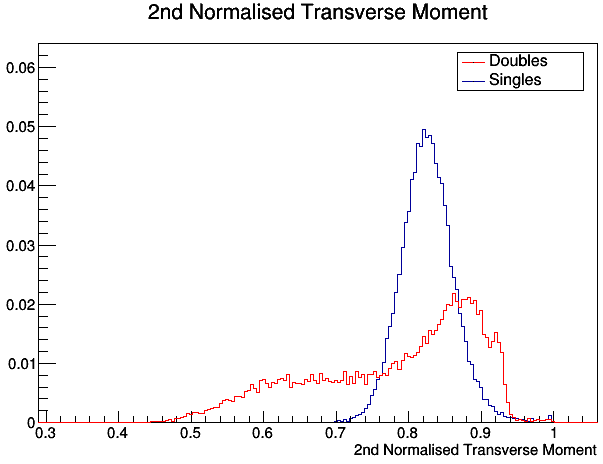 2nd Normalised Transverse Moment
Doubles
Singles
0.06
0.05
0.04
0.03
0.02
0.01
0
0.3 0.4 0.5 0.6 0.7 0.8 0.9 1
2nd Normalised Transverse Moment